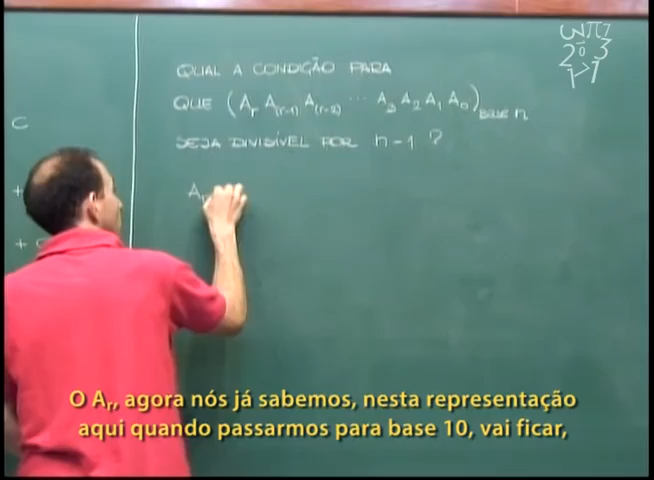 QUAL A CONDIÇÃO PARA
QUE (Ar A(r-1) A(r-2) ... A3 A2 A1 A0)BASE n
SEJA DIVISÍVEL POR n-1 ?
Ar
C
+
+
O Ar, agora nós já sabemos, nesta representação
aqui quando passarmos para base 10, vai ficar,